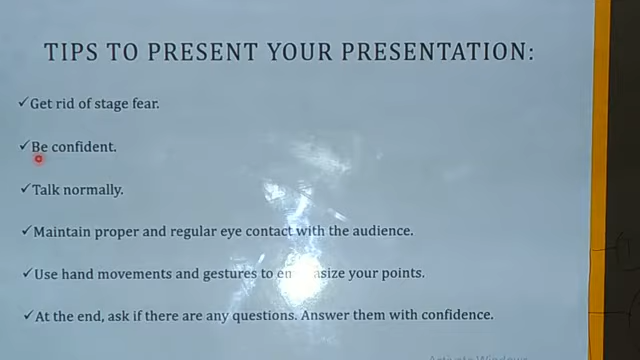 TIPS TO PRESENT YOUR PRESENTATION:
✓Get rid of stage fear.
✓Be confident.
✓Talk normally.
✓Maintain proper and regular eye contact with the audience.
✓Use hand movements and gestures to asize your points.
✓At the end, ask if there are any questions. Answer them with confidence.